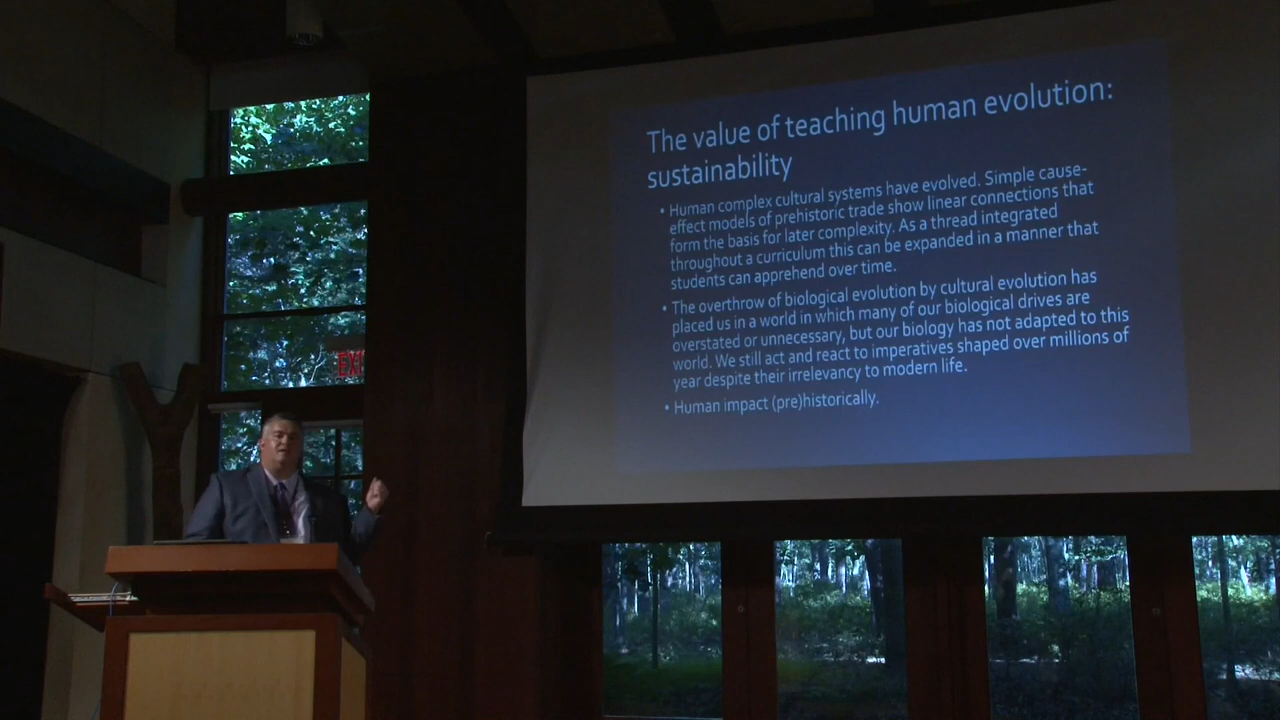 The value of teaching human evolution:
sustainability
• Human complex cultural systems have evolved. Simple cause-
effect models of prehistoric trade show linear connections that
form the basis for later complexity. As a thread integrated
throughout a curriculum this can be expanded in a manner that
students can apprehend over time.
• The overthrow of biological evolution by cultural evolution has
placed us in a world in which many of our biological drives are
overstated or unnecessary, but our biology has not adapted to this
world. We still act and react to imperatives shaped over millions of
year despite their irrelevancy to modern life.
• Human impact (pre)historically.
EXI